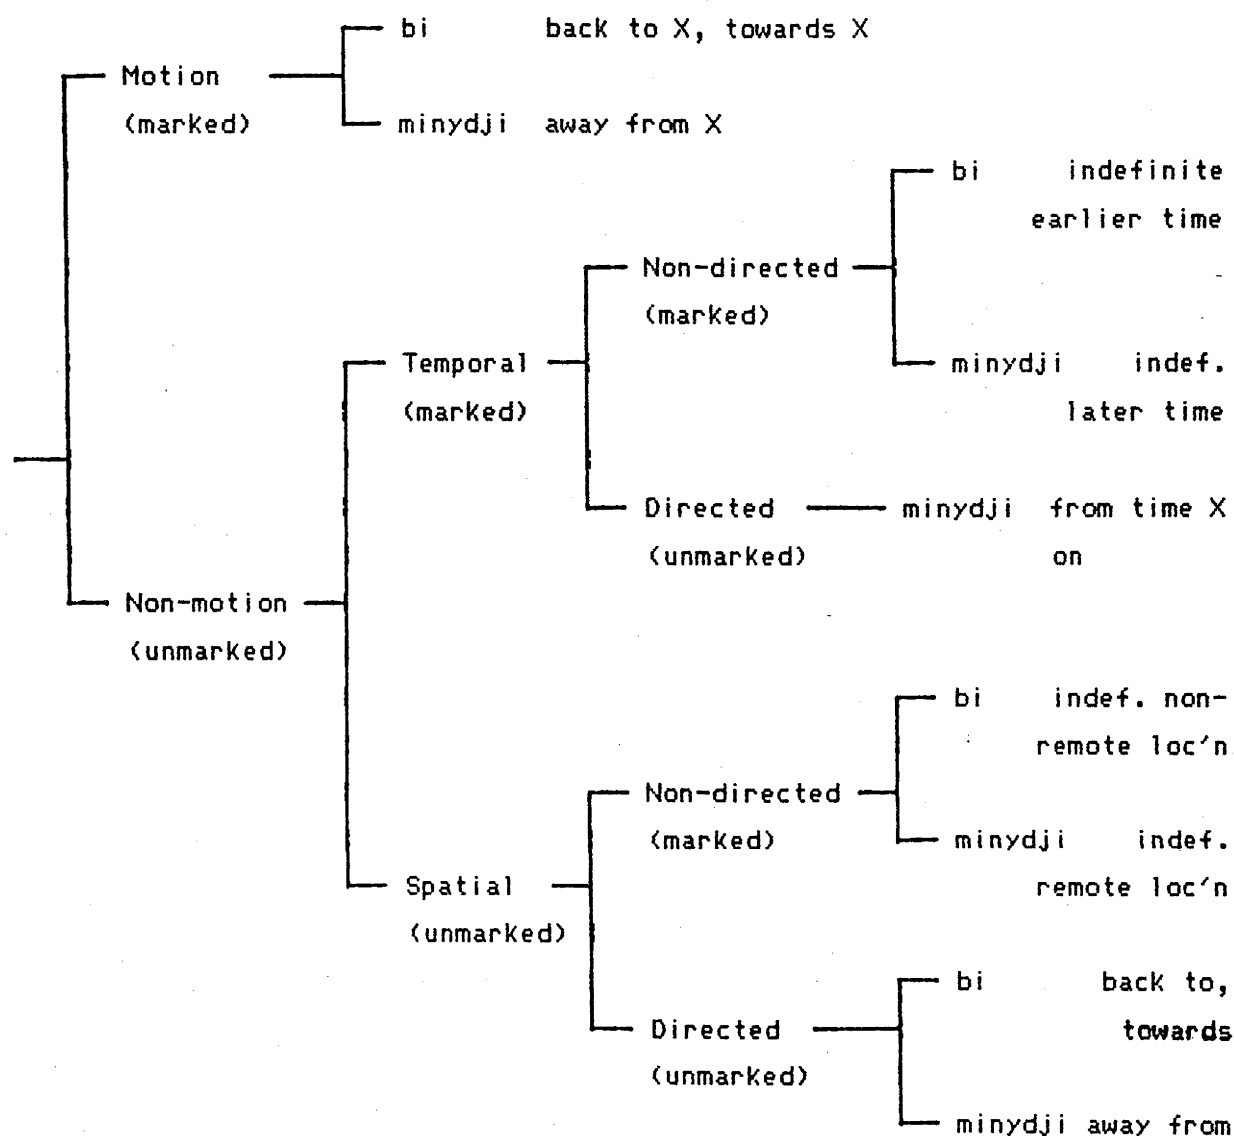 bi back to X, towards X
Motion
(marked)
minydji away from X
bi indefinite
earlier time
Non-directed
(marked)
Temporal
(marked)
minydji indef.
later time
Directed minydji from time X
(unmarked) on
Non-motion
(unmarked)
bi indef. non-
remote loc'n
Non-directed
(marked)
minydji indef.
remote loc'n
Spatial
(unmarked)
bi back to,
towards
Directed
(unmarked)
minydji away from